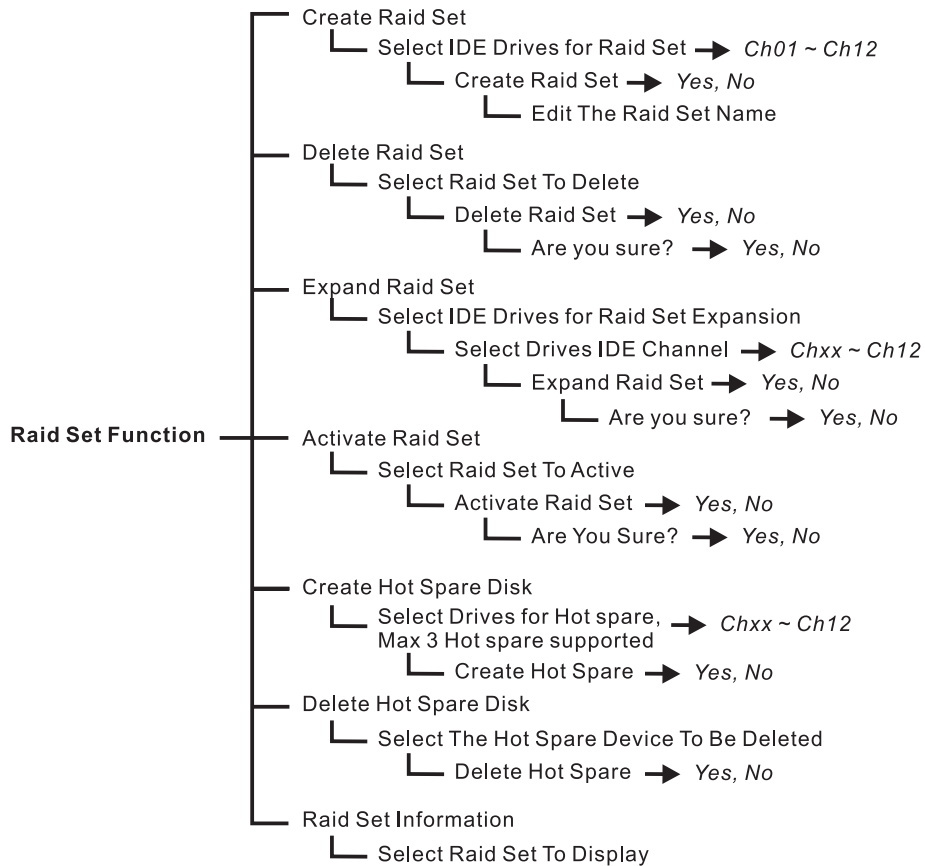 Create Raid Set
Select IDE Drives for Raid Set Ch01 ~ Ch12
Create Raid Set Yes, No
Edit The Raid Set Name
Delete Raid Set
Select Raid Set To Delete
Delete Raid Set Yes, No
Are you sure? Yes, No
Expand Raid Set
Select IDE Drives for Raid Set Expansion
Select Drives IDE Channel Chxx ~ Ch12
Expand Raid Set Yes, No
Are you sure? Yes, No
Raid Set Function
Activate Raid Set
Select Raid Set To Active
Activate Raid Set Yes, No
Are You Sure? Yes, No
Create Hot Spare Disk
Select Drives for Hot spare,
Max 3 Hot spare supported Chxx ~ Ch12
Create Hot Spare Yes, No
Delete Hot Spare Disk
Select The Hot Spare Device To Be Deleted
Delete Hot Spare Yes, No
Raid Set Information
Select Raid Set To Display